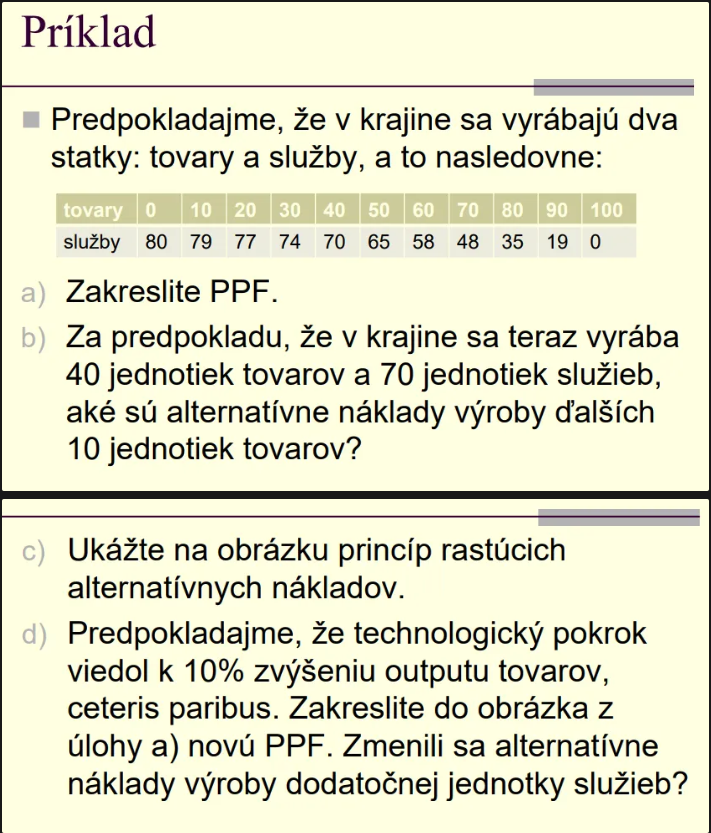 Príklad
Predpokladajme, že v krajine sa vyrábajú dva
statky: tovary a služby, a to nasledovne:
tovary 0 10 20 30 40 50 60 70 80 90 100
služby 80 79 77 74 70 65 58 48 35 19 0
a) Zakreslite PPF.
b) Za predpokladu, že v krajine sa teraz vyrába
40 jednotiek tovarov a 70 jednotiek služieb,
aké sú alternatívne náklady výroby ďalších
10 jednotiek tovarov?
c) Ukážte na obrázku princíp rastúcich
alternatívnych nákladov.
d) Predpokladajme, že technologický pokrok
viedol k 10% zvýšeniu outputu tovarov,
ceteris paribus. Zakreslite do obrázka z
úlohy a) novú PPF. Zmenili sa alternatívne
náklady výroby dodatočnej jednotky služieb?